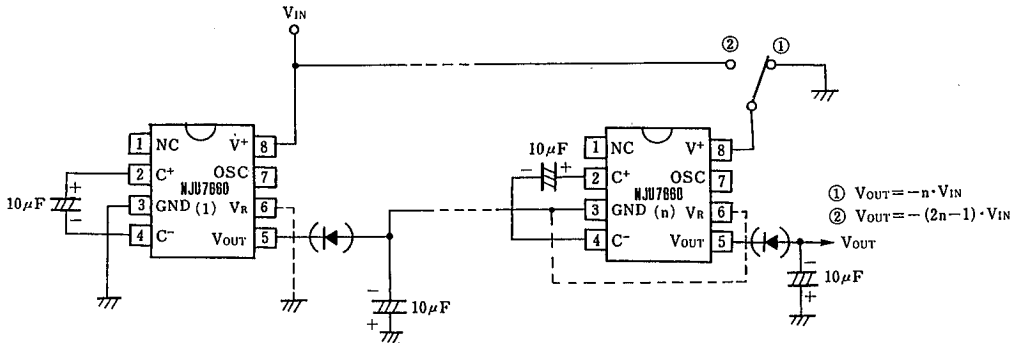 VIN
② ①
1 NC V+ 8
2 C+ OSC 7
NJU7660
3 GND (1) VR 6
4 C- VOUT 5
10μF
+
-
-
+
10μF
10μF
- +
1 NC V+ 8
2 C+ OSC 7
NJU7660
3 GND (n) VR 6
4 C- VOUT 5
① VOUT=-n·VIN
② VOUT=-(2n-1)·VIN
VOUT
-
+
10μF